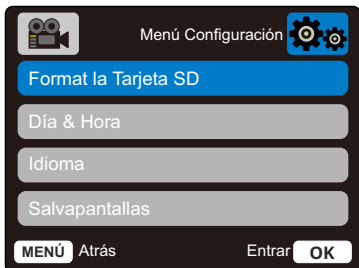 Menú Configuración
Format la Tarjeta SD
Día & Hora
Idioma
Salvapantallas
MENÚ Atrás Entrar OK